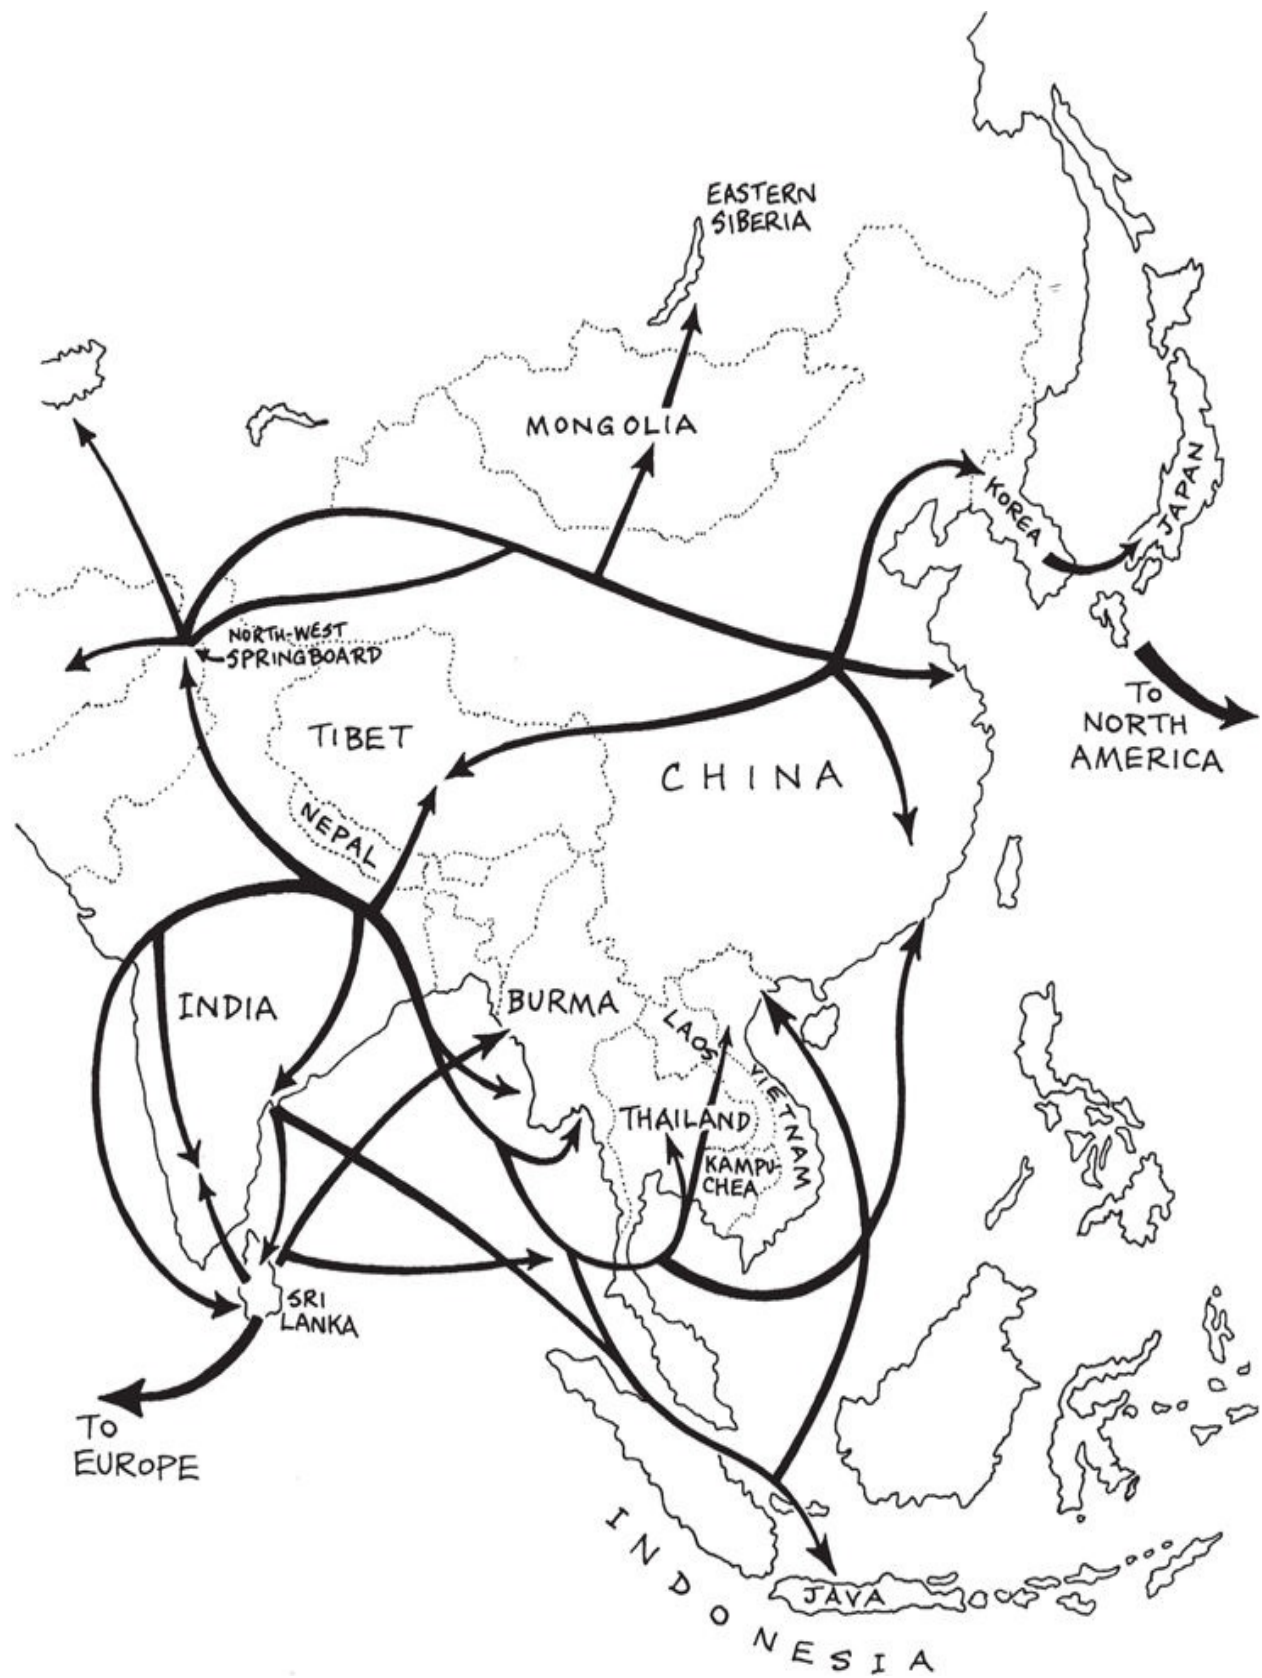 EASTERN
SIBERIA
MONGOLIA
KOREA
JAPAN
NORTH-WEST
SPRINGBOARD
TO
NORTH
AMERICA
TIBET
CHINA
NEPAL
INDIA
BURMA
LAOS
VIETNAM
THAILAND
KAMPU-
CHEA
SRI
LANKA
TO
EUROPE
INDONESIA
JAVA